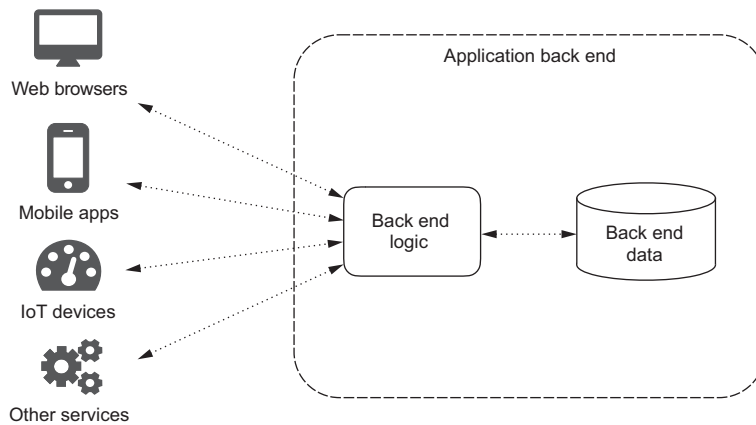 Application back end
Web browsers
Mobile apps
Back end
logic
Back end
data
IoT devices
Other services